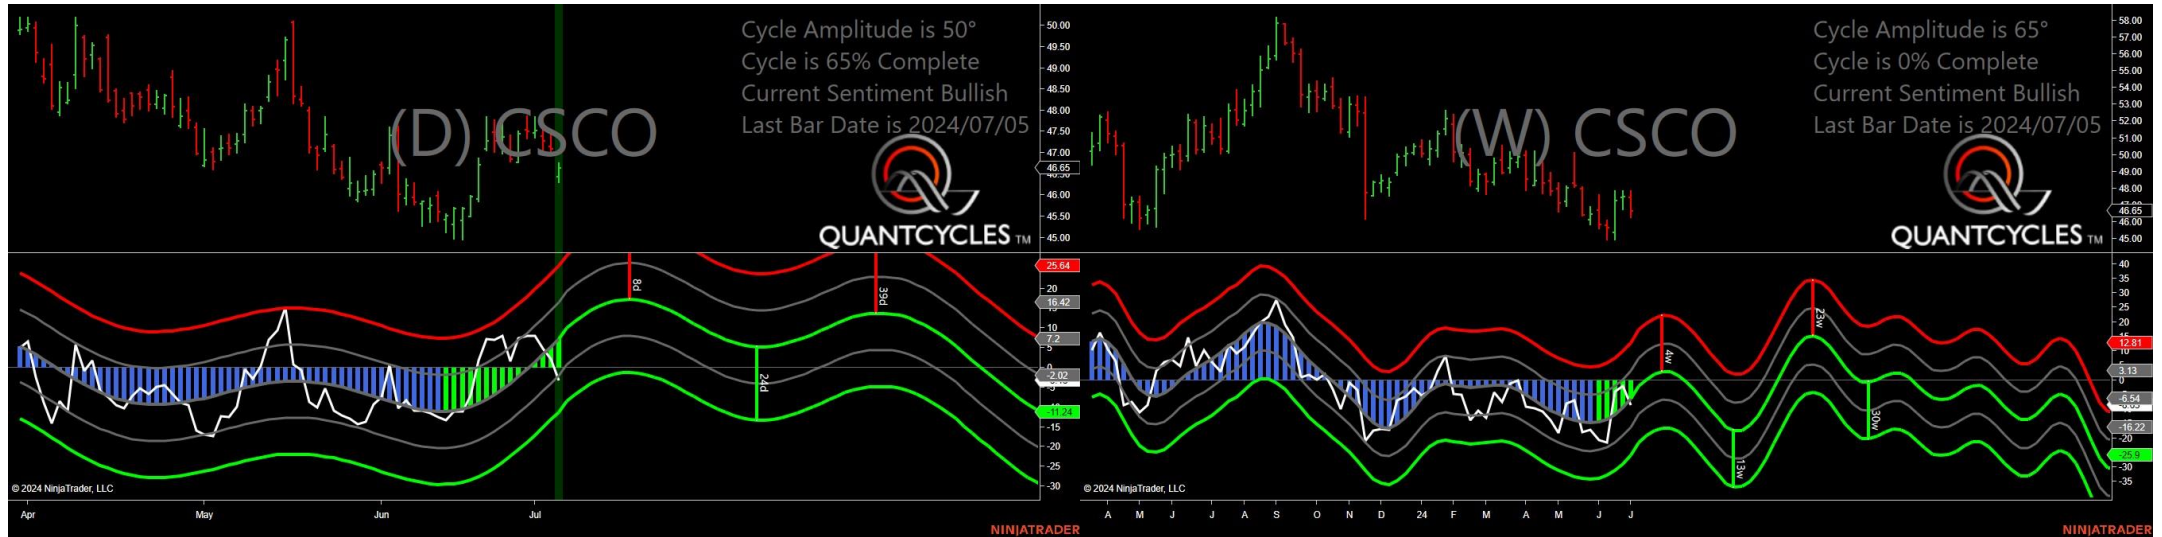 Cycle Amplitude is 50°
Cycle is 65% Complete
Current Sentiment Bullish
Last Bar Date is 2024/07/05
(D) CSCO
QUANTCYCLES TM
50.00
49.50
49.00
48.50
48.00
47.50
47.00
46.65
46.00
45.50
45.00
25.64
20
16.42
10
7.2
5
0
-2.02
-11.24
-15
-20
-25
-30
8d
24d
39d
© 2024 NinjaTrader, LLC
Apr May Jun Jul
NINJATRADER
Cycle Amplitude is 65°
Cycle is 0% Complete
Current Sentiment Bullish
Last Bar Date is 2024/07/05
(W) CSCO
QUANTCYCLES TM
58.00
57.00
56.00
55.00
54.00
53.00
52.00
51.00
50.00
49.00
48.00
46.65
46.00
45.00
40
35
30
25
20
15
12.81
10
3.13
0
-6.54
-16.22
-20
-25.9
-30
-35
4w
13w
23w
30w
© 2024 NinjaTrader, LLC
A M J J A S O N D 24 F M A M J J
NINJATRADER